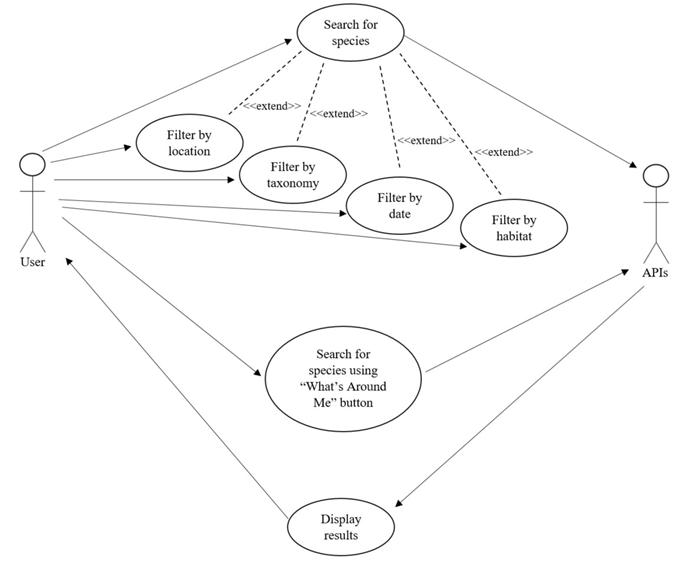 Search for
species
<<extend>>
<<extend>>
Filter by
location
<<extend>>
<<extend>>
Filter by
taxonomy
Filter by
date
Filter by
habitat
User
APIs
Search for
species using
“What’s Around
Me” button
Display
results